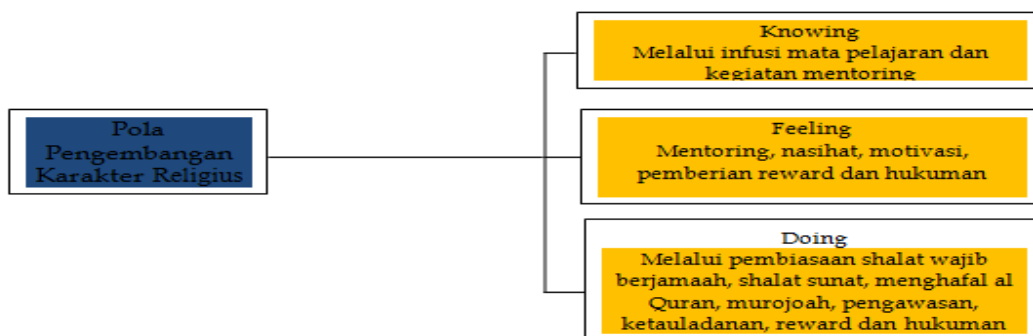 Pola
Pengembangan
Karakter Religius
Knowing
Melalui infusi mata pelajaran dan
kegiatan mentoring
Feeling
Mentoring, nasihat, motivasi,
pemberian reward dan hukuman
Doing
Melalui pembiasaan shalat wajib
berjamaah, shalat sunat, menghafal al
Quran, murojoah, pengawasan,
ketauladanan, reward dan hukuman